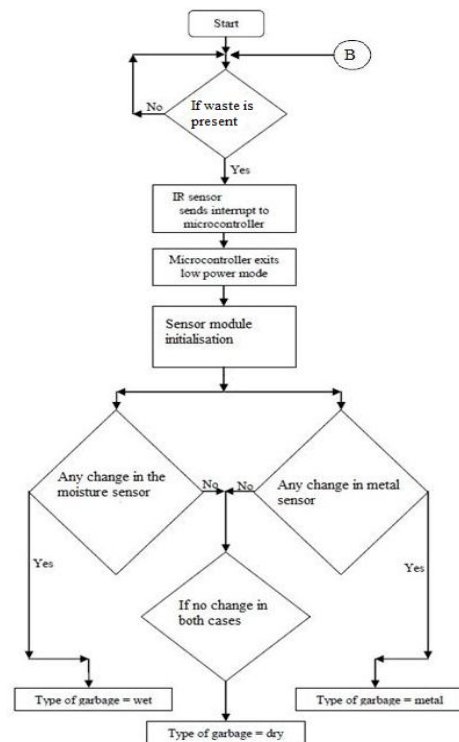 Start
B
If waste is
present
No
Yes
IR sensor
sends interrupt to
microcontroller
Microcontroller exits
low power mode
Sensor module
initialisation
Any change in the
moisture sensor
No
No
Any change in metal
sensor
Yes
Yes
If no change in
both cases
Type of garbage = wet
Type of garbage = metal
Type of garbage = dry